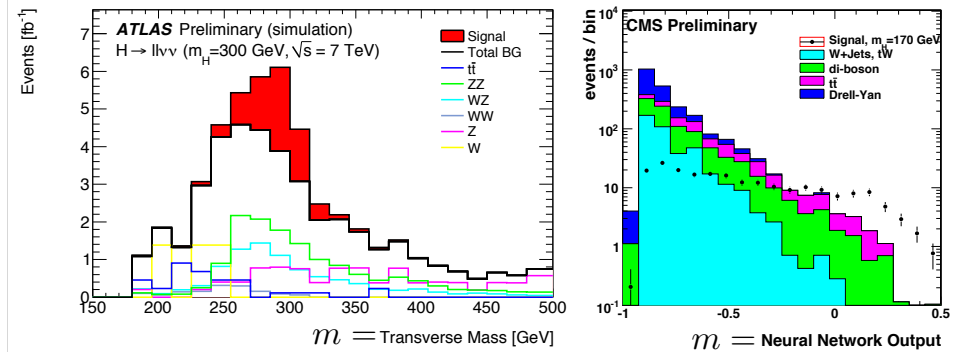 ATLAS Preliminary (simulation)
H→ llνν (m_H=300 GeV, √s = 7 TeV)
Events [fb⁻¹]
Signal
Total BG
tt̄
ZZ
WZ
WW
Z
W
7
6
5
4
3
2
1
0
150 200 250 300 350 400 450 500
m = Transverse Mass [GeV]
CMS Preliminary
events / bin
Signal, m_H=170 GeV
W+Jets, tW
di-boson
tt̄
Drell-Yan
10⁴
10³
10²
10
1
10⁻¹
-1 -0.5 0 0.5
m = Neural Network Output